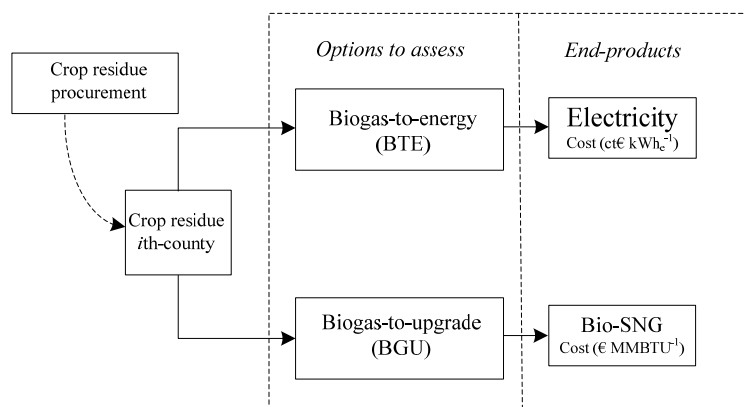 Options to assess
End-products
Crop residue
procurement
Biogas-to-energy
(BTE)
Electricity
Cost (ct€ kWhₑ⁻¹)
Crop residue
ith-county
Biogas-to-upgrade
(BGU)
Bio-SNG
Cost (€ MMBTU⁻¹)